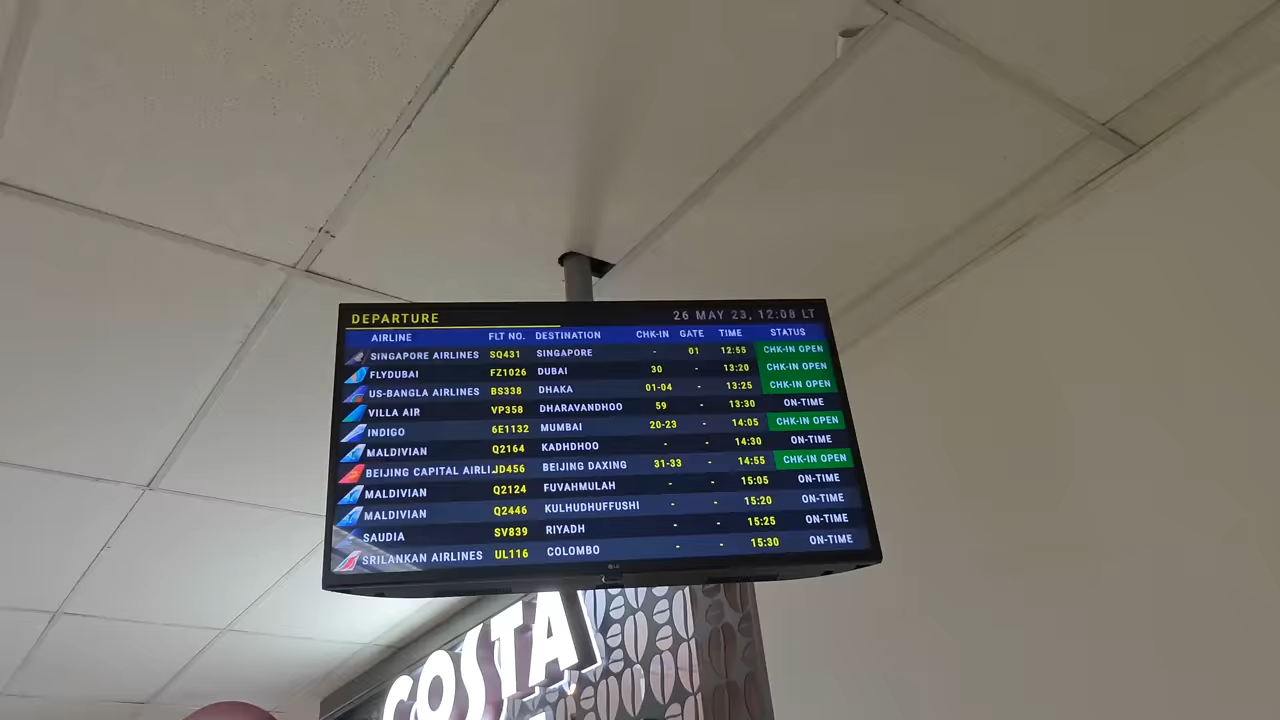 DEPARTURE 26 MAY 23, 12:08 LT
AIRLINE FLT NO. DESTINATION CHK-IN GATE TIME STATUS
SINGAPORE AIRLINES SQ431 SINGAPORE - 01 12:55 CHK-IN OPEN
FLYDUBAI FZ1026 DUBAI 30 - 13:20 CHK-IN OPEN
US-BANGLA AIRLINES BS338 DHAKA 01-04 - 13:25 CHK-IN OPEN
VILLA AIR VP358 DHARAVANDHOO 59 - 13:30 ON-TIME
INDIGO 6E1132 MUMBAI 20-23 - 14:05 CHK-IN OPEN
MALDIVIAN Q2164 KADHDHOO - - 14:30 ON-TIME
BEIJING CAPITAL AIRLI JD456 BEIJING DAXING 31-33 - 14:55 CHK-IN OPEN
MALDIVIAN Q2124 FUVAHMULAH - - 15:05 ON-TIME
MALDIVIAN Q2446 KULHUDHUFFUSHI - - 15:20 ON-TIME
SAUDIA SV839 RIYADH - - 15:25 ON-TIME
SRILANKAN AIRLINES UL116 COLOMBO - - 15:30 ON-TIME
LG
COSTA